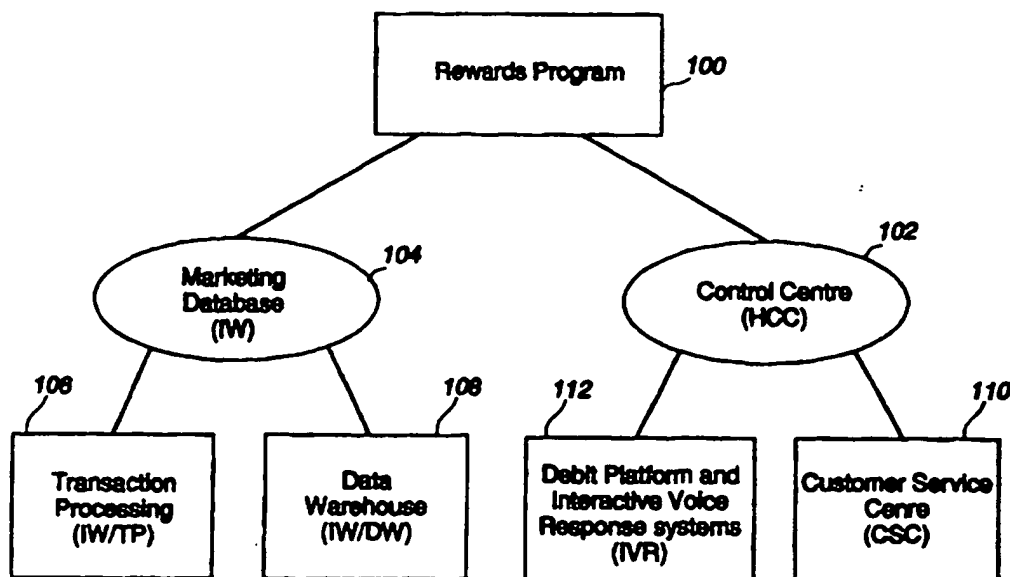 Rewards Program
100
104
Marketing
Database
(IW)
102
Control Centre
(HCC)
106
Transaction
Processing
(IW/TP)
108
Data
Warehouse
(IW/DW)
112
Debit Platform and
Interactive Voice
Response systems
(IVR)
110
Customer Service
Cenre
(CSC)